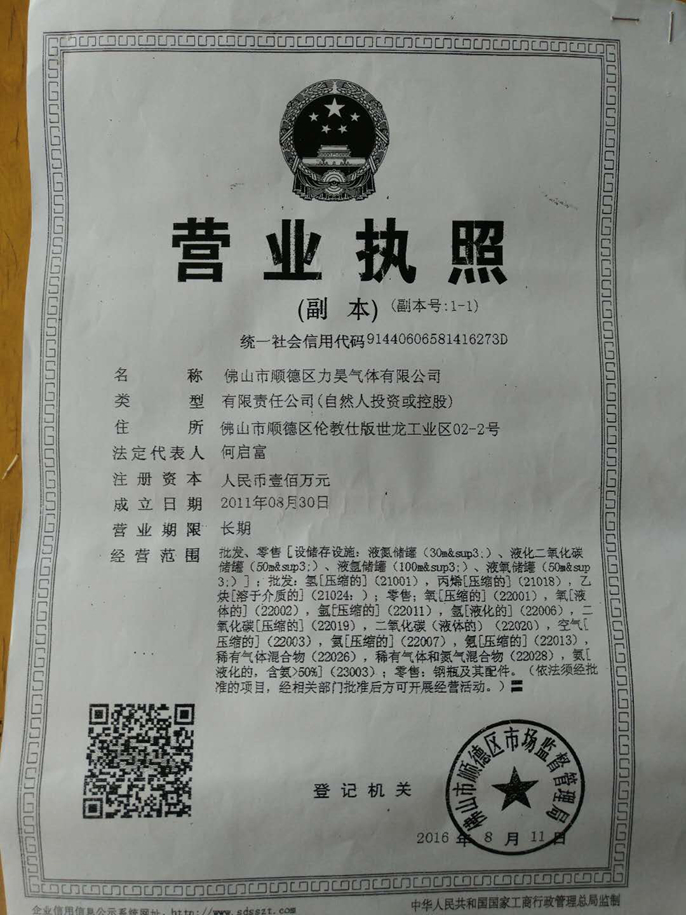 营业执照
(副 本) (副本号:1-1)
统一社会信用代码91440606581416273D
名 称 佛山市顺德区力昊气体有限公司
类 型 有限责任公司(自然人投资或控股)
住 所 佛山市顺德区伦教仕版世龙工业区02-2号
法定代表人 何启富
注册资本 人民币壹佰万元
成立日期 2011年08月30日
营业期限 长期
经营范围 批发、零售[设储存设施:液氮储罐(30m&sup3;)、液化二氧化碳
储罐(50m&sup3;)、液氩储罐(100m&sup3;)、液氧储罐(50m&sup
3;)];批发:氢[压缩的](21001),丙烯[压缩的](21018),乙
炔[溶于介质的](21024;);零售:氧[压缩的](22001),氧[液
体的](22002),氩[压缩的](22011),氩[液化的](22006),二
氧化碳[压缩的](22019),二氧化碳(液体的)(22020),空气[
压缩的](22003),氮[压缩的](22007),氦[压缩的](22013),
稀有气体混合物(22026),稀有气体和氮气混合物(22028),氨[
液化的,含氨>50%](23003);零售:钢瓶及其配件。(依法须经批
准的项目,经相关部门批准后方可开展经营活动。)
登记机关
佛山市顺德区市场监督管理局
2016 年 8 月 11 日
企业信用信息公示系统网址:http://www.sdsszt.com
中华人民共和国国家工商行政管理总局监制